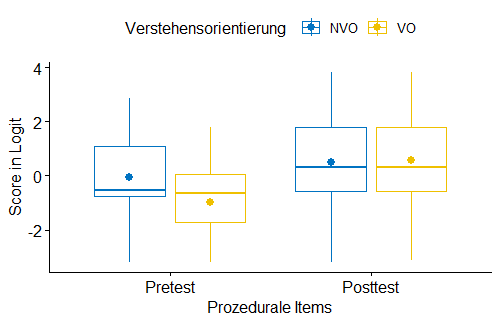 Verstehensorientierung NVO VO
Score in Logit
4
2
0
-2
Pretest Posttest
Prozedurale Items